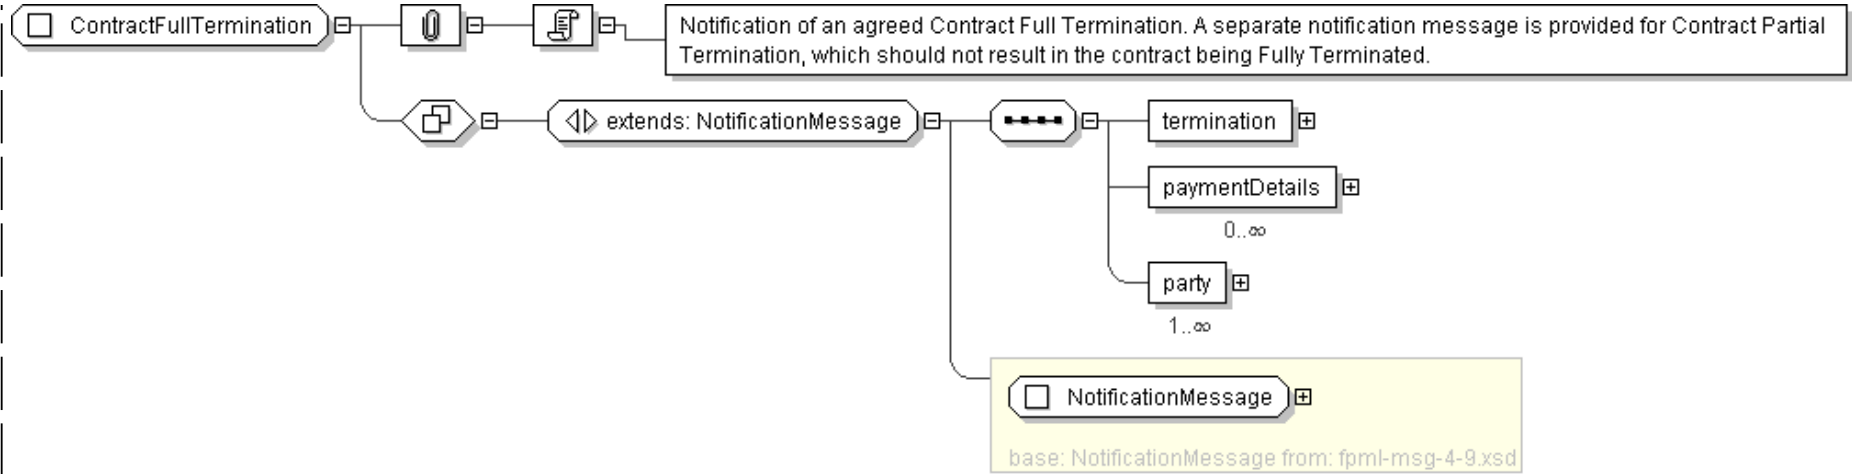 ContractFullTermination
Notification of an agreed Contract Full Termination. A separate notification message is provided for Contract Partial
Termination, which should not result in the contract being Fully Terminated.
extends: NotificationMessage
termination
paymentDetails
0..∞
party
1..∞
NotificationMessage
base: NotificationMessage from: fpml-msg-4-9.xsd